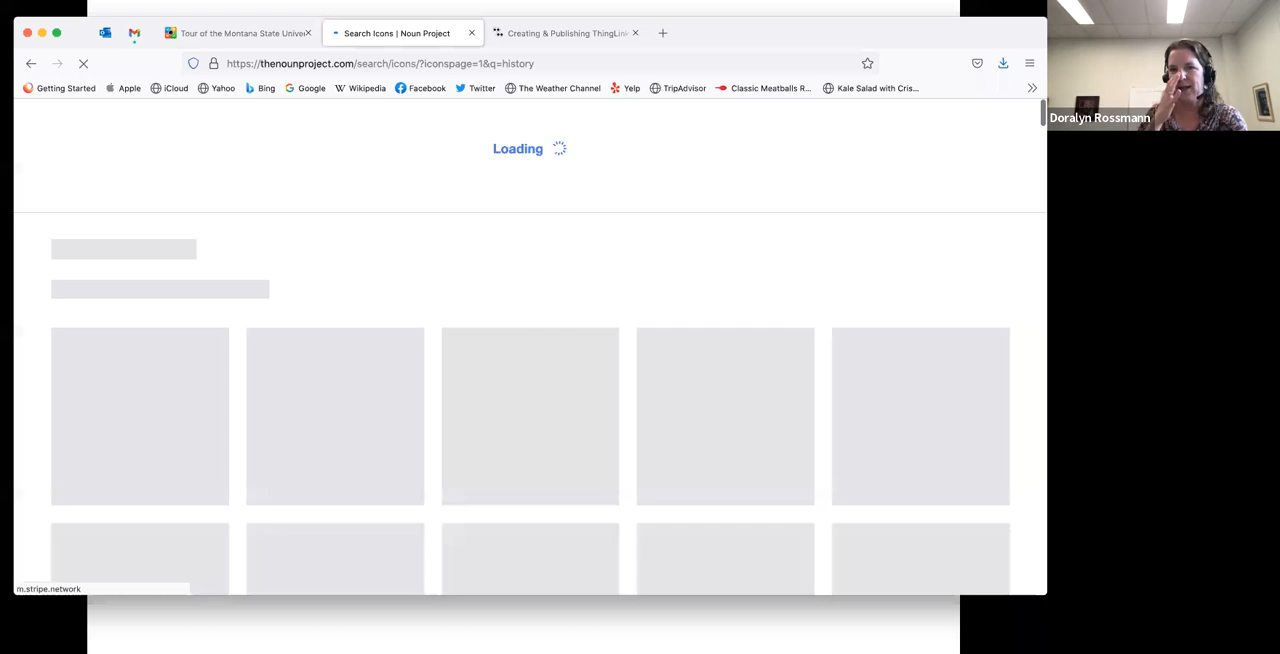 Tour of the Montana State Univer
Search Icons | Noun Project
Creating & Publishing ThingLink
https://thenounproject.com/search/icons/?iconspage=1&q=history
Getting Started Apple iCloud Yahoo Bing Google Wikipedia Facebook Twitter The Weather Channel Yelp TripAdvisor Classic Meatballs R... Kale Salad with Cris...
Doralyn Rossmann
Loading
m.stripe.network